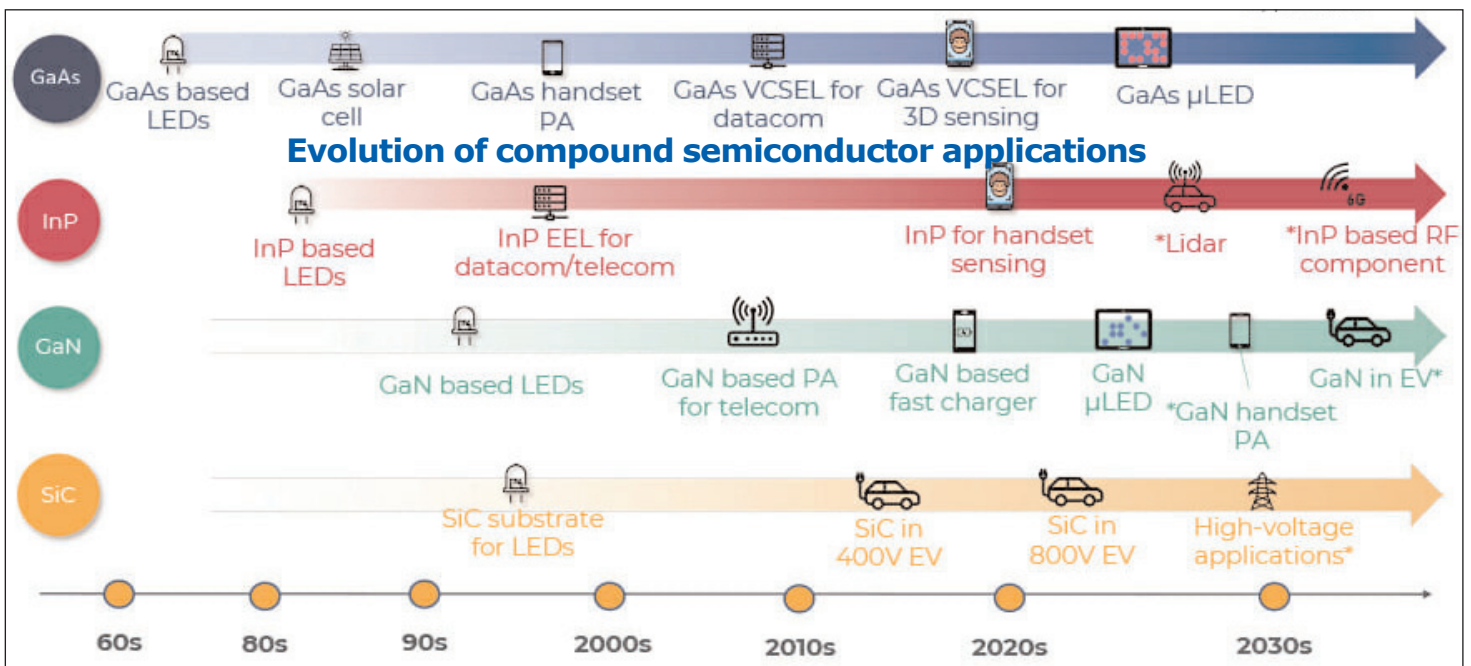 GaAs
GaAs based
LEDs
GaAs solar
cell
GaAs handset
PA
GaAs VCSEL for
datacom
GaAs VCSEL for
3D sensing
GaAs μLED
Evolution of compound semiconductor applications
InP
InP based
LEDs
InP EEL for
datacom/telecom
InP for handset
sensing
*Lidar
6G
*InP based RF
component
GaN
GaN based LEDs
GaN based PA
for telecom
GaN based
fast charger
GaN
μLED
*GaN handset
PA
GaN in EV*
SiC
SiC substrate
for LEDs
SiC in
400V EV
SiC in
800V EV
High-voltage
applications*
60s
80s
90s
2000s
2010s
2020s
2030s